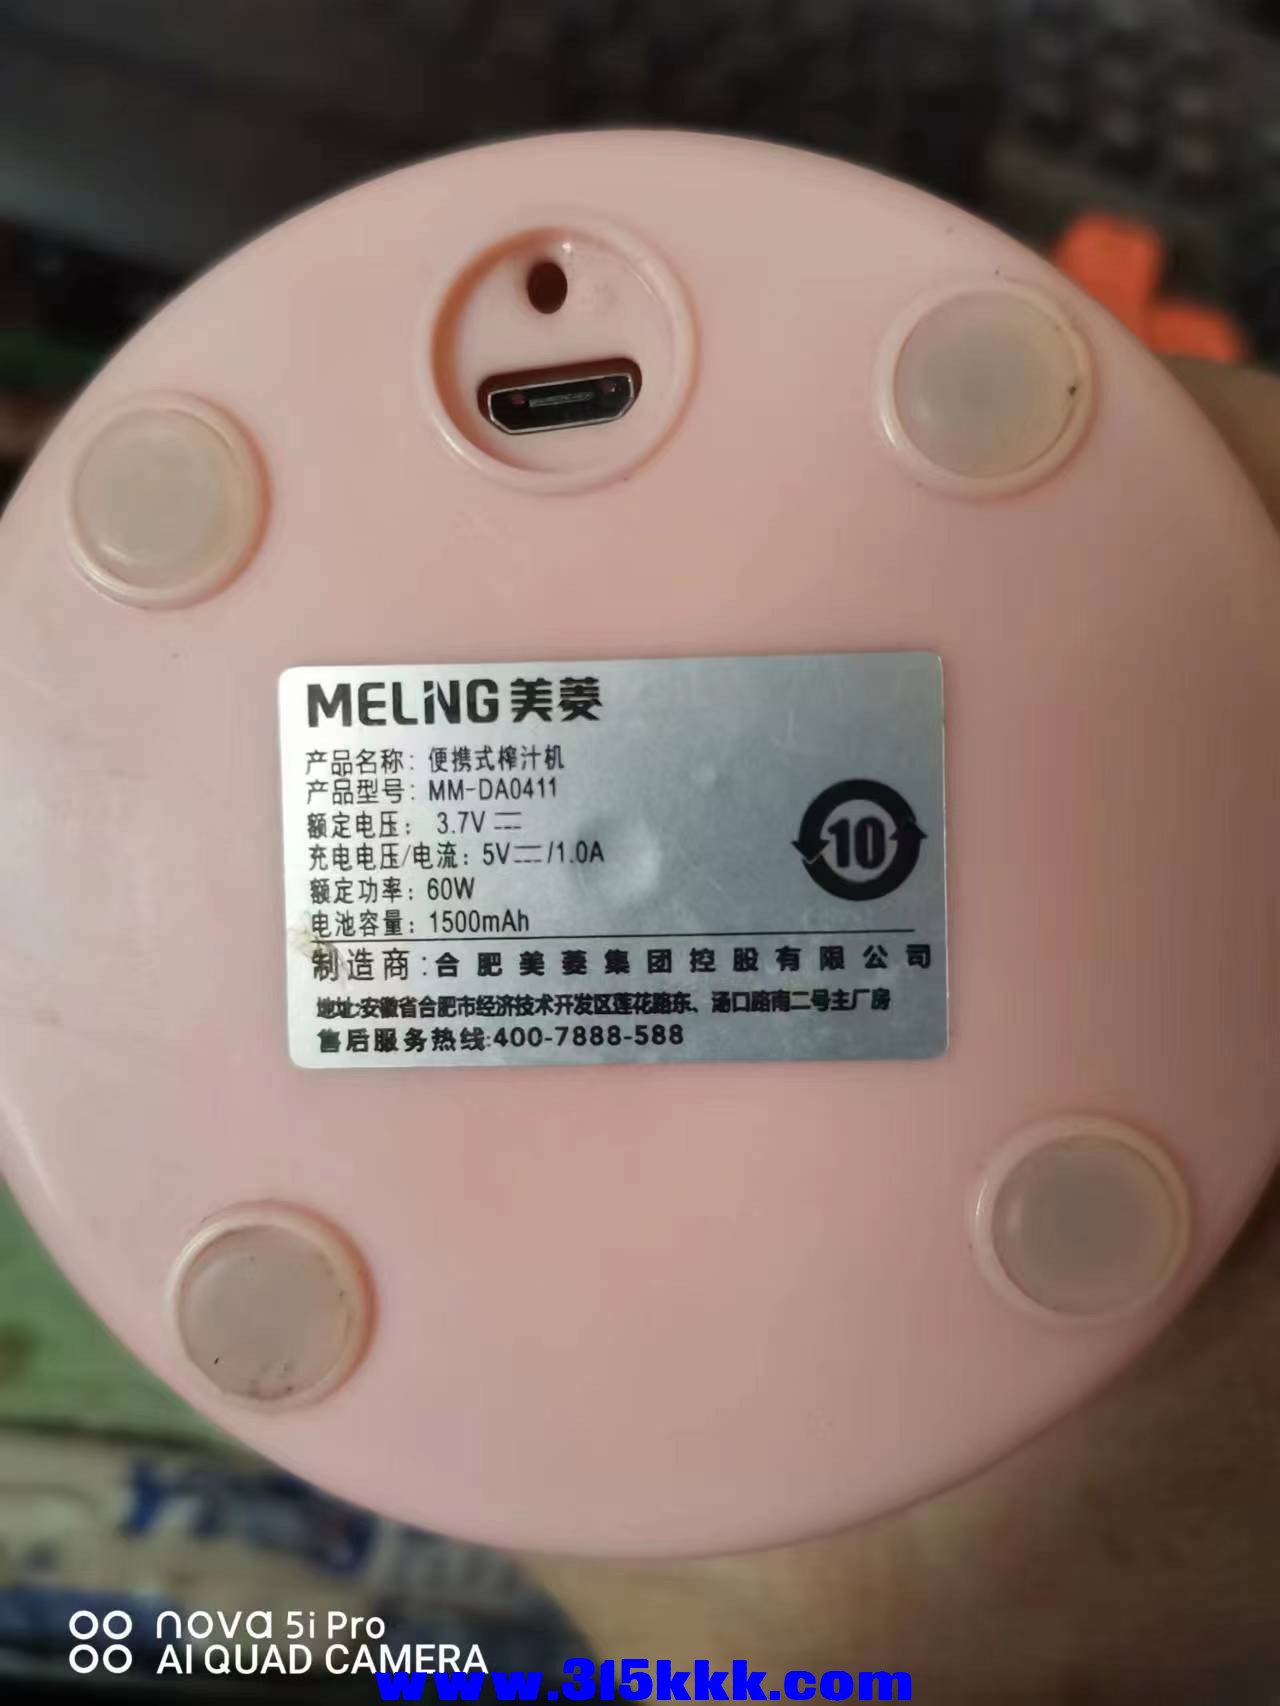 MELING美菱
产品名称: 便携式榨汁机
产品型号: MM-DA0411
额定电压: 3.7V⎓
充电电压/电流: 5V⎓/1.0A
额定功率: 60W
电池容量: 1500mAh
10
制造商:合肥美菱集团控股有限公司
地址:安徽省合肥市经济技术开发区莲花路东、汤口路南二号主厂房
售后服务热线:400-7888-588
nova 5i Pro
AI QUAD CAMERA
www.315kkk.com